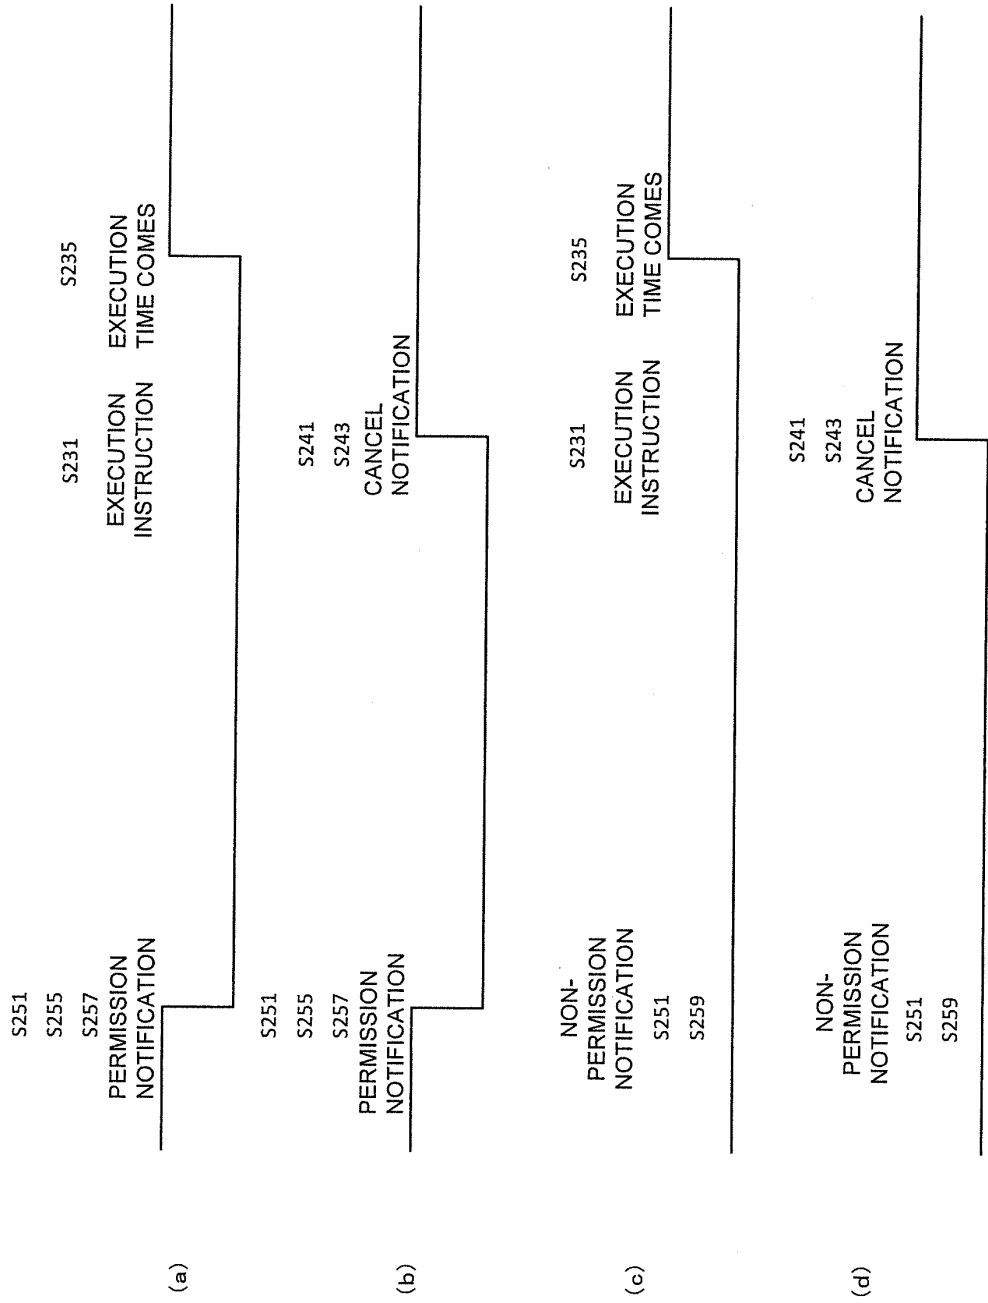 (a)
S251
S255
S257
PERMISSION
NOTIFICATION
S231
EXECUTION
INSTRUCTION
S235
EXECUTION
TIME COMES
(b)
S251
S255
S257
PERMISSION
NOTIFICATION
S241
S243
CANCEL
NOTIFICATION
(c)
NON-
PERMISSION
NOTIFICATION
S251
S259
S231
EXECUTION
INSTRUCTION
S235
EXECUTION
TIME COMES
(d)
NON-
PERMISSION
NOTIFICATION
S251
S259
S241
S243
CANCEL
NOTIFICATION